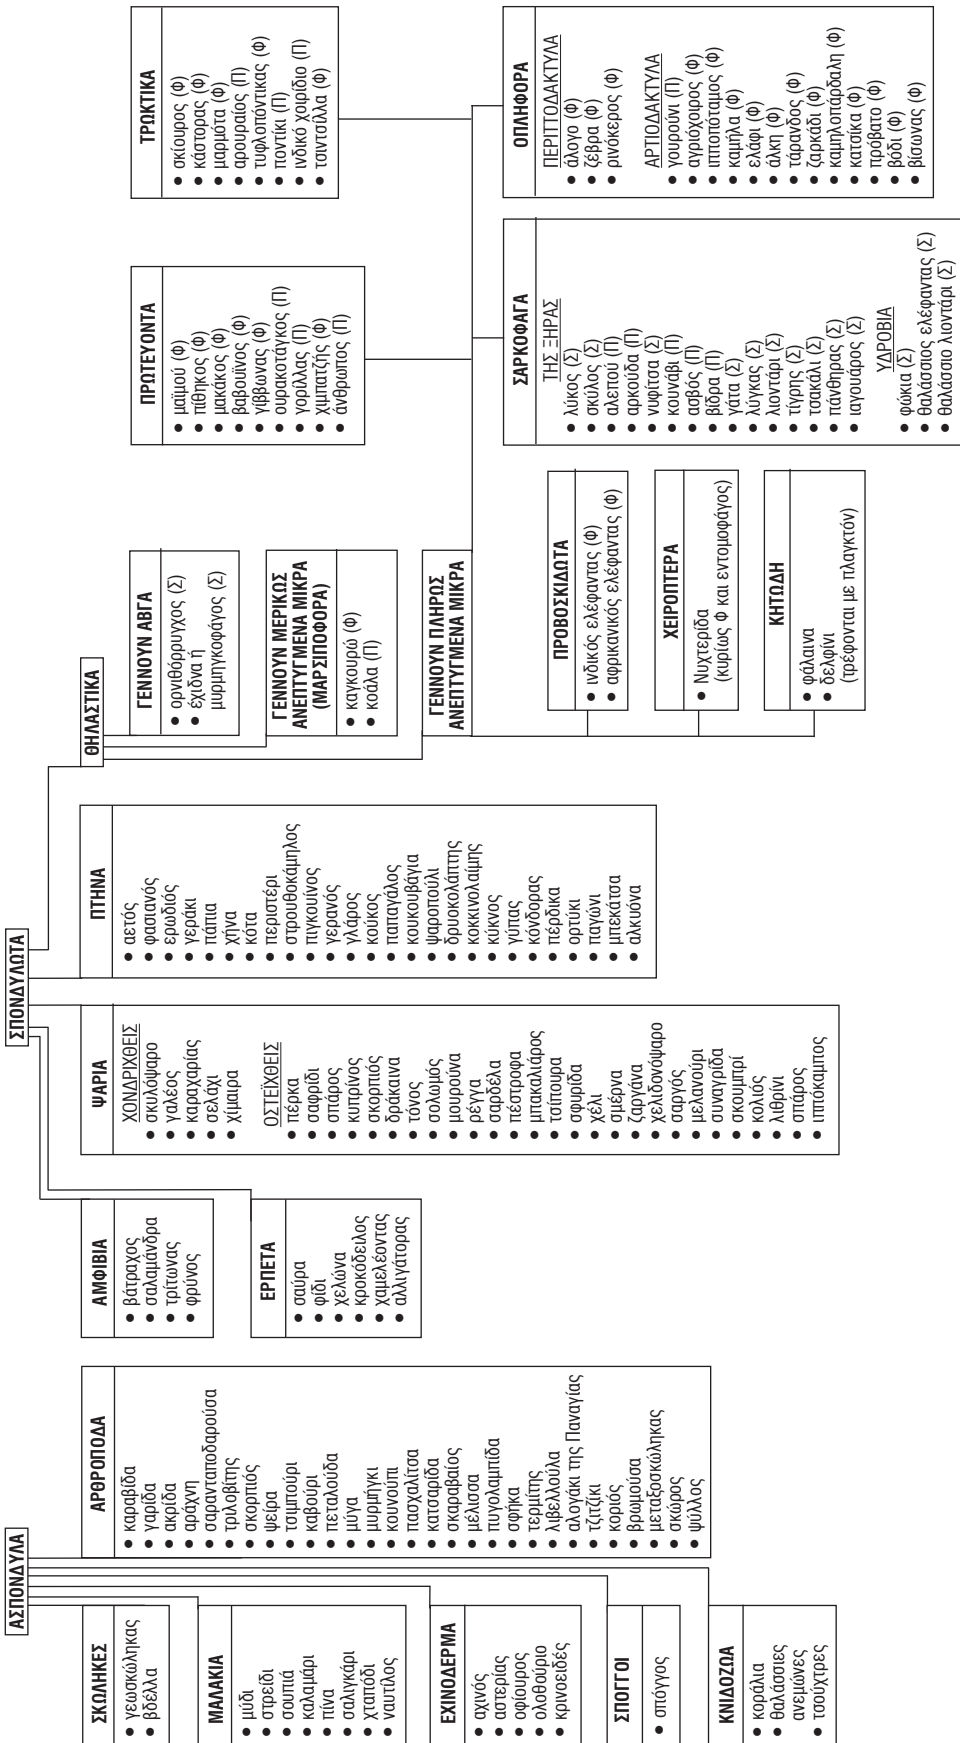 ΑΣΠΟΝΔΥΛΑ
ΣΚΩΛΗΚΕΣ
• γεωσκώληκας
• βδέλλα
ΜΑΛΑΚΙΑ
• μύδι
• στρείδι
• σουπιά
• καλαμάρι
• πίνα
• σαλιγκάρι
• χταπόδι
• ναυτίλος
ΕΧΙΝΟΔΕΡΜΑ
• αχινός
• αστερίας
• οφίουρος
• ολοθούριο
• κρινοειδές
ΣΠΟΓΓΟΙ
• σπόγγος
ΚΝΙΔΟΖΩΑ
• κοράλια
• θαλάσσιες
ανεμώνες
• τσούχτρες
ΑΡΘΡΟΠΟΔΑ
• καραβίδα
• γαρίδα
• ακρίδα
• αράχνη
• σαρανταποδαρούσα
• τριλοβίτης
• σκορπιός
• ψείρα
• τσιμπούρι
• καβούρι
• πεταλούδα
• μύγα
• μυρμήγκι
• κουνούπι
• πασχαλίτσα
• κατσαρίδα
• σκαραβαίος
• μέλισσα
• πυγολαμπίδα
• σφήκα
• τερμίτης
• λιβελλούλα
• αλογάκι της Παναγίας
• τζιτζίκι
• κοριός
• βρωμούσα
• μεταξοσκώληκας
• σκώρος
• ψύλλος
ΣΠΟΝΔΥΛΩΤΑ
ΑΜΦΙΒΙΑ
• βάτραχος
• σαλαμάνδρα
• τρίτωνας
• φρύνος
ΕΡΠΕΤΑ
• σαύρα
• φίδι
• χελώνα
• κροκόδειλος
• χαμελέοντας
• αλλιγάτορας
ΨΑΡΙΑ
ΧΟΝΔΡΙΧΘΕΙΣ
• σκυλόψαρο
• γαλέος
• καραχαρίας
• σελάχι
• χίμαιρα
ΟΣΤΕΪΧΘΕΙΣ
• πέρκα
• σαφρίδι
• σπάρος
• κυπρίνος
• σκορπιός
• δράκαινα
• τόνος
• σολομός
• μουρούνα
• ρέγγα
• σαρδέλα
• πέστροφα
• μπακαλιάρος
• τσίπουρα
• σφυρίδα
• χέλι
• σμέρνα
• ζαργάνα
• χελιδονόψαρο
• σαργός
• μελανούρι
• συναγρίδα
• σκουμπρί
• κολιός
• λιθρίνι
• σπάρος
• ιππόκαμπος
ΠΤΗΝΑ
• αετός
• φασιανός
• ερωδιός
• γεράκι
• πάπια
• χήνα
• κότα
• περιστέρι
• στρουθοκάμηλος
• πιγκουίνος
• γερανός
• γλάρος
• κούκος
• παπαγάλος
• κουκουβάγια
• ψαροπούλι
• δρυοκολάπτης
• κοκκινολαίμης
• κύκνος
• γύπας
• κόνδορας
• πέρδικα
• ορτύκι
• παγώνι
• μπεκάτσα
• αλκυόνα
ΘΗΛΑΣΤΙΚΑ
ΓΕΝΝΟΥΝ ΑΒΓΑ
• ορνιθόρρυγχος (Σ)
• έχιδνα ή
μυρμηγκοφάγος (Σ)
ΓΕΝΝΟΥΝ ΜΕΡΙΚΩΣ
ΑΝΕΠΤΥΓΜΕΝΑ ΜΙΚΡΑ
(ΜΑΡΣΙΠΟΦΟΡΑ)
• καγκουρώ (Φ)
• κοάλα (Π)
ΓΕΝΝΟΥΝ ΠΛΗΡΩΣ
ΑΝΕΠΤΥΓΜΕΝΑ ΜΙΚΡΑ
ΠΡΟΒΟΣΚΙΔΩΤΑ
• ινδικός ελέφαντας (Φ)
• αφρικανικός ελέφαντας (Φ)
ΧΕΙΡΟΠΤΕΡΑ
• Νυχτερίδα
(κυρίως Φ και εντομοφάγος)
ΚΗΤΩΔΗ
• φάλαινα
• δελφίνι
(τρέφονται με πλαγκτόν)
ΠΡΩΤΕΥΟΝΤΑ
• μαϊμού (Φ)
• πίθηκος (Φ)
• μακάκος (Φ)
• βαβουίνος (Φ)
• γίββωνας (Φ)
• ουρακοτάγκος (Π)
• γορίλλας (Π)
• χιμπατζής (Φ)
• άνθρωπος (Π)
ΤΡΩΚΤΙΚΑ
• σκίουρος (Φ)
• κάστορας (Φ)
• μαρμότα (Φ)
• αρουραίος (Π)
• τυφλοπόντικας (Φ)
• ποντίκι (Π)
• ινδικό χοιρίδιο (Π)
• τσιντσίλλα (Φ)
ΣΑΡΚΟΦΑΓΑ
ΤΗΣ ΞΗΡΑΣ
• λύκος (Σ)
• σκύλος (Σ)
• αλεπού (Π)
• αρκούδα (Π)
• νυφίτσα (Σ)
• κουνάβι (Π)
• ασβός (Π)
• βίδρα (Π)
• γάτα (Σ)
• λύγκας (Σ)
• λιοντάρι (Σ)
• τίγρης (Σ)
• τσακάλι (Σ)
• πάνθηρας (Σ)
• ιαγουάρος (Σ)
ΥΔΡΟΒΙΑ
• φώκια (Σ)
• θαλάσσιος ελέφαντας (Σ)
• θαλάσσιο λιοντάρι (Σ)
ΟΠΛΗΦΟΡΑ
ΠΕΡΙΤΤΟΔΑΚΤΥΛΑ
• άλογο (Φ)
• ζέβρα (Φ)
• ρινόκερος (Φ)
ΑΡΤΙΟΔΑΚΤΥΛΑ
• γουρούνι (Π)
• αγριόχοιρος (Φ)
• ιπποπόταμος (Φ)
• καμήλα (Φ)
• ελάφι (Φ)
• άλκη (Φ)
• τάρανδος (Φ)
• ζαρκάδι (Φ)
• καμηλοπάρδαλη (Φ)
• κατσίκα (Φ)
• πρόβατο (Φ)
• βόδι (Φ)
• βίσωνας (Φ)